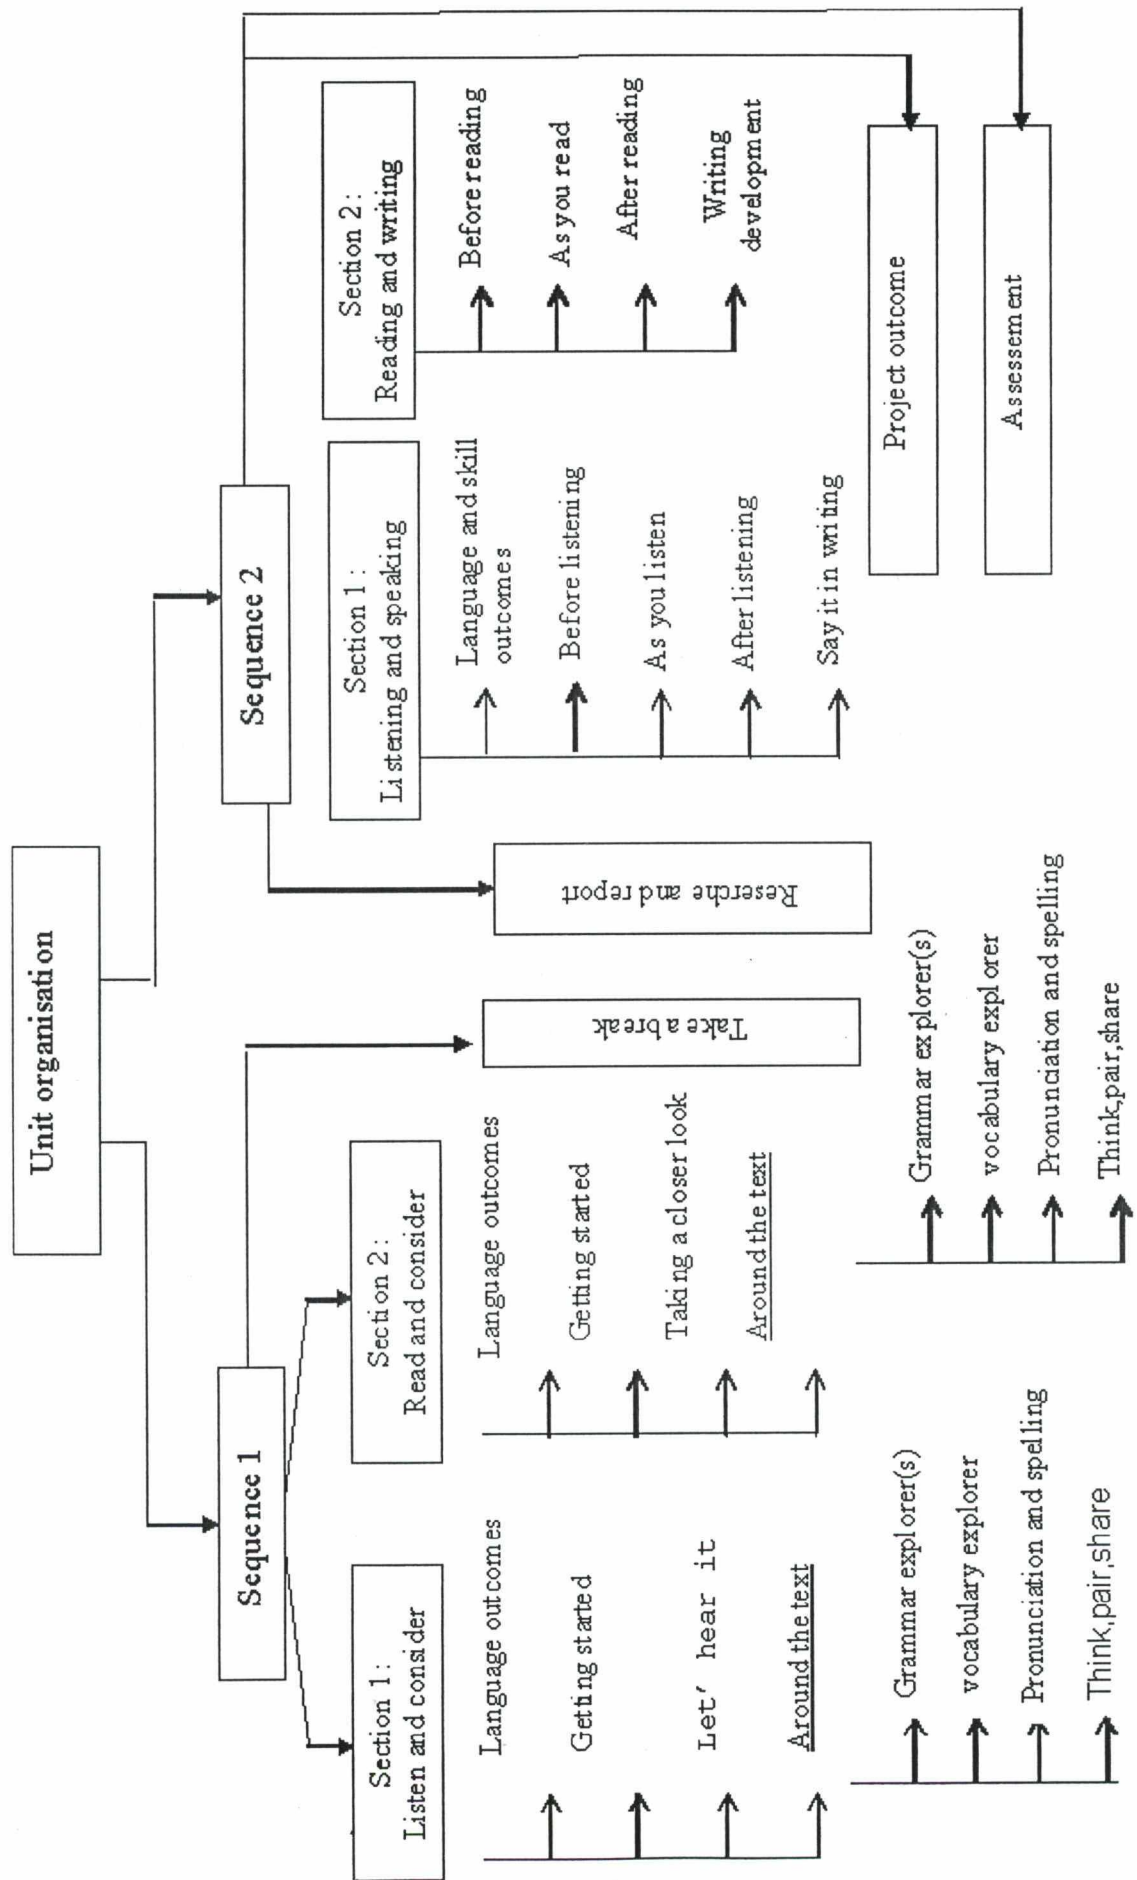 Unit organisation
Sequence 1
Sequence 2
Section 1:
Listen and consider
Language outcomes
Getting started
Let' hear it
Around the text
Grammar explorer(s)
vocabulary explorer
Pronunciation and spelling
Think,pair,share
Section 2:
Read and consider
Language outcomes
Getting started
Taking a closer look
Around the text
Grammar explorer(s)
vocabulary explorer
Pronunciation and spelling
Think,pair,share
Take a break
Reserche and report
Section 1:
Listening and speaking
Language and skill
outcomes
Before listening
As you listen
After listening
Say it in writing
Section 2:
Reading and writing
Before reading
As you read
After reading
Writing
development
Project outcome
Assessement